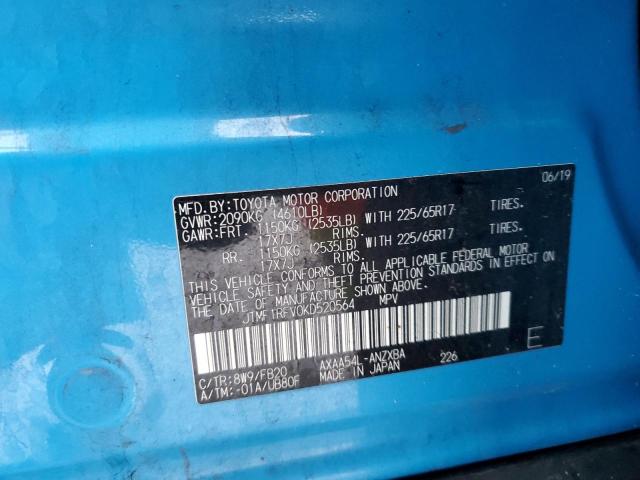 MFD. BY: TOYOTA MOTOR CORPORATION 06/19
GVWR: 2090KG (4610LB)
GAWR: FRT. 1150KG (2535LB) WITH 225/65R17 TIRES.
17X7J RIMS.
RR. 1150KG (2535LB) WITH 225/65R17 TIRES.
17X7J RIMS.
THIS VEHICLE CONFORMS TO ALL APPLICABLE FEDERAL MOTOR
VEHICLE SAFETY AND THEFT PREVENTION STANDARDS IN EFFECT ON
THE DATE OF MANUFACTURE SHOWN ABOVE.
JTMF1RFV0KD520564 MPV
E
C/TR: 8W9/FB20 AXAA54L-ANZXBA 226
A/TM: -01A/UB80F MADE IN JAPAN